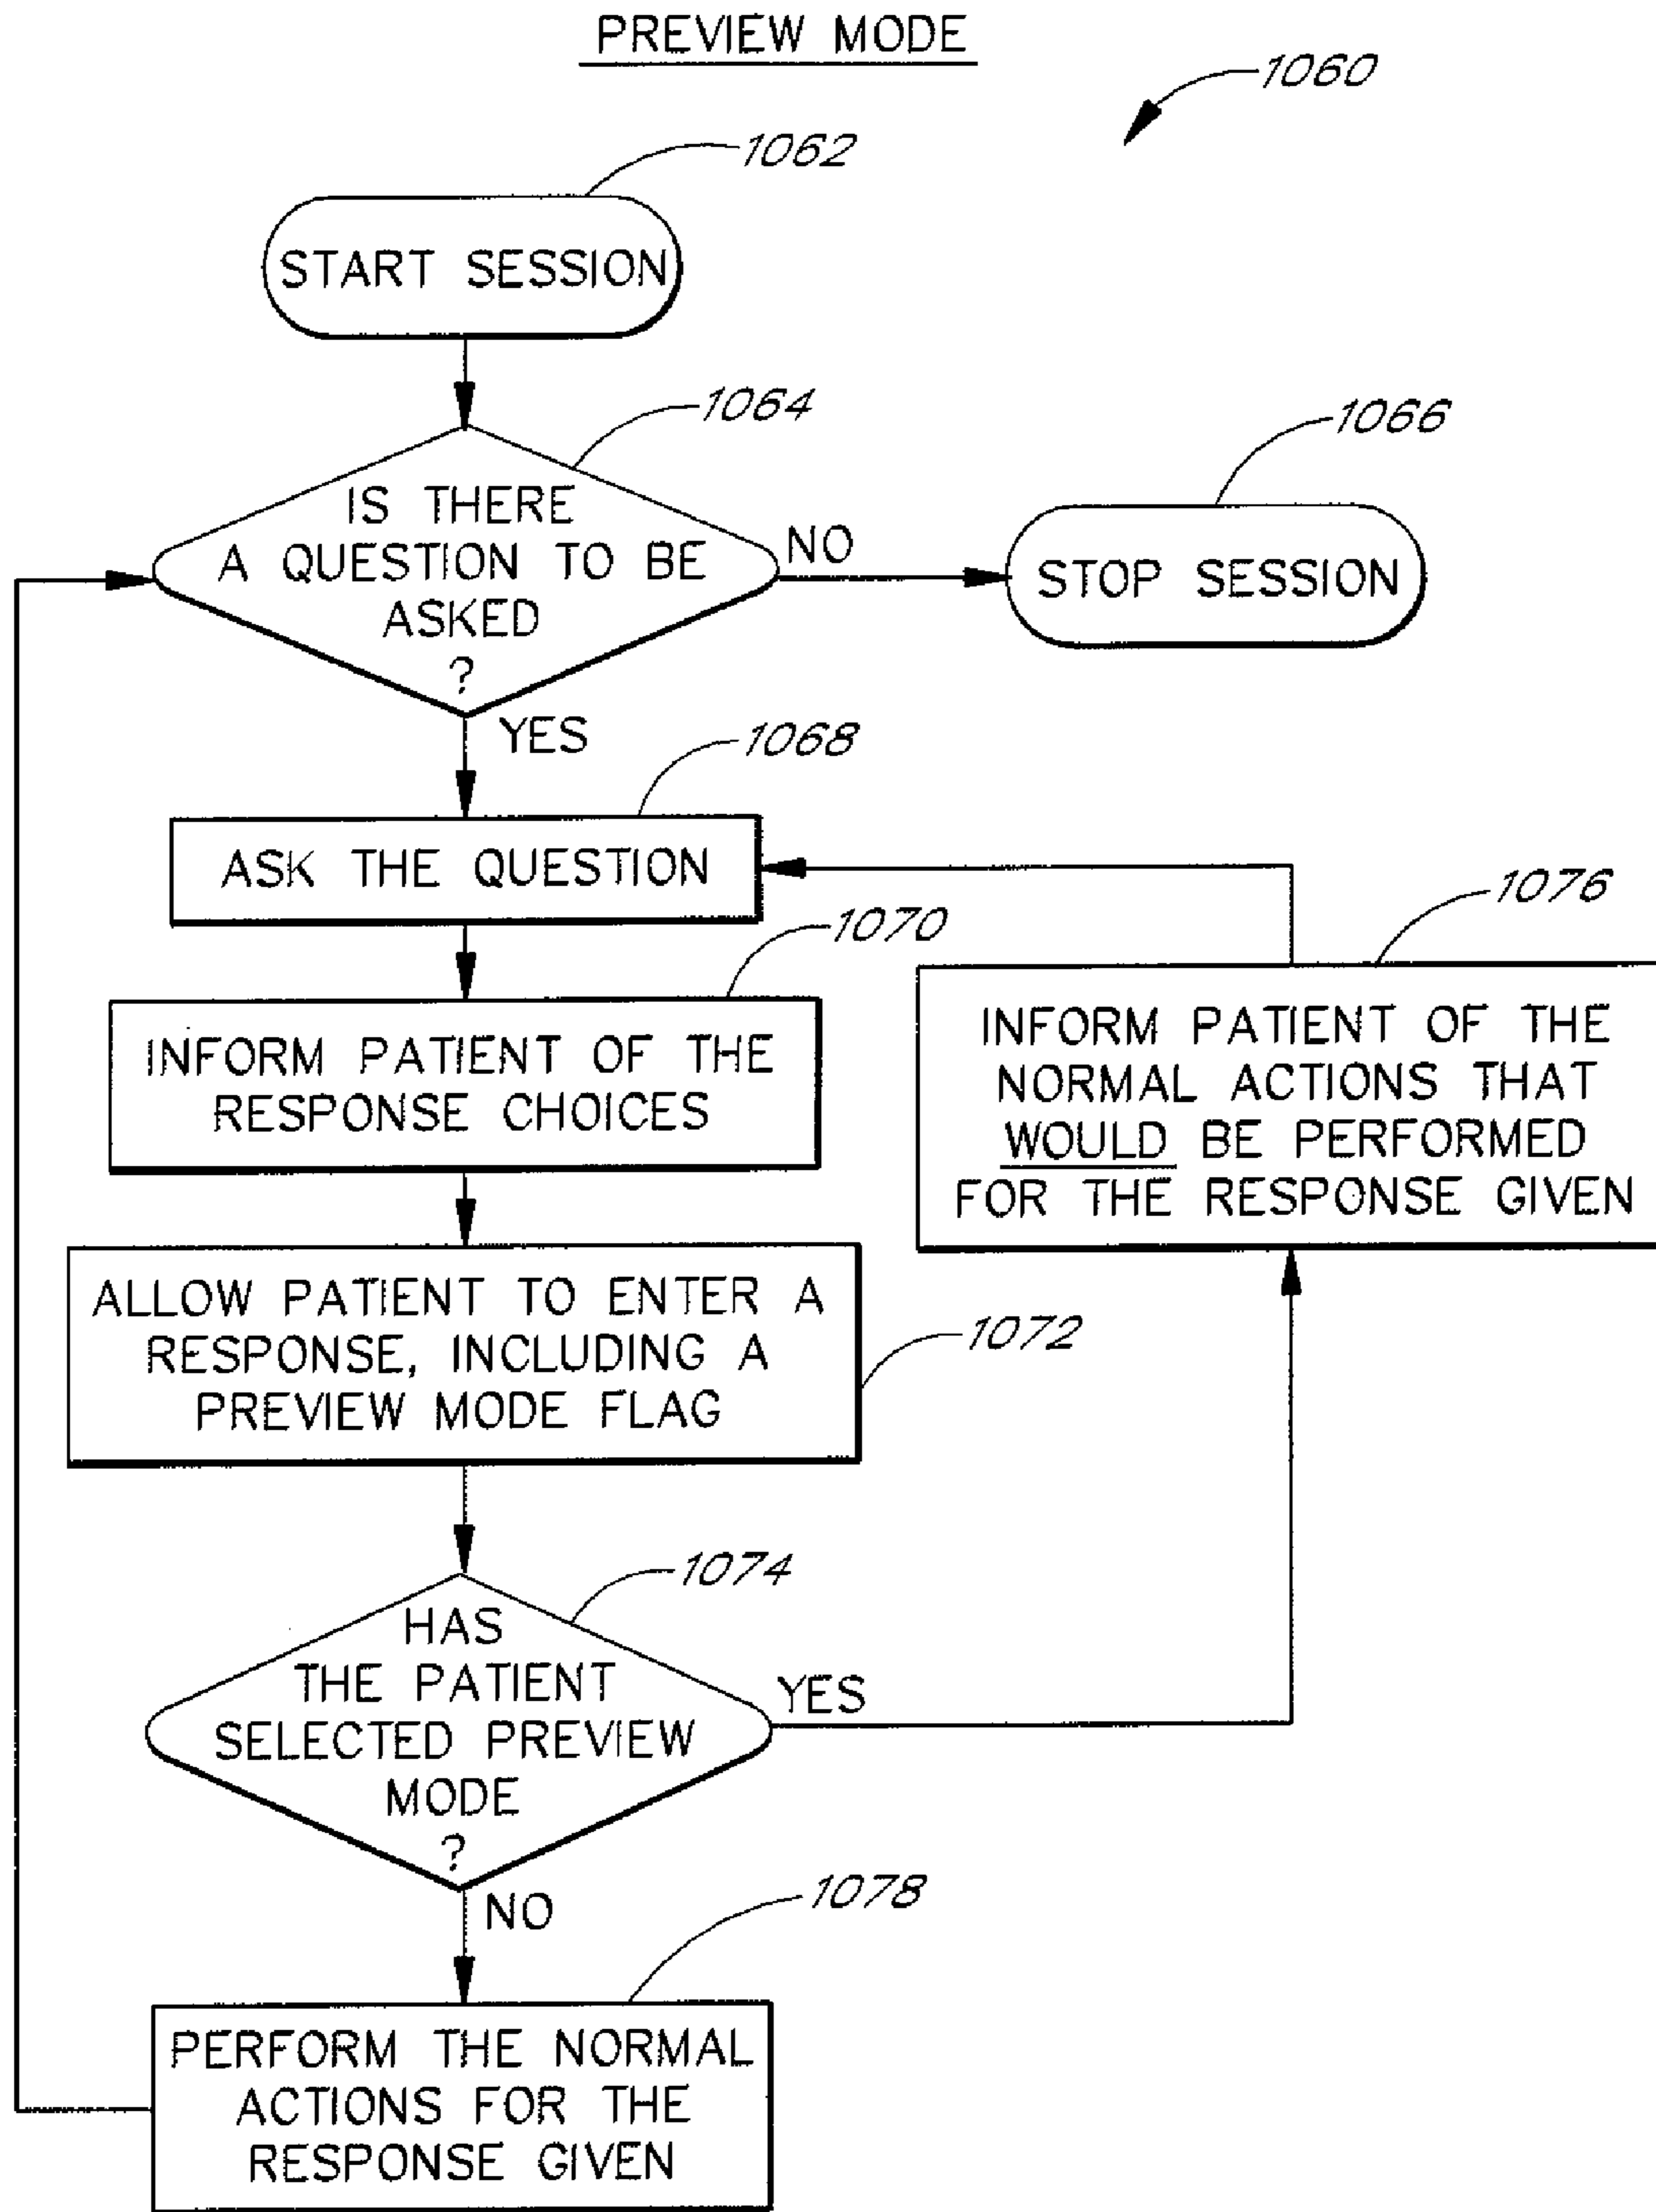 PREVIEW MODE
1060
1062
START SESSION
1064
IS THERE
A QUESTION TO BE
ASKED
?
NO
1066
STOP SESSION
YES
1068
ASK THE QUESTION
1070
INFORM PATIENT OF THE
RESPONSE CHOICES
1076
INFORM PATIENT OF THE
NORMAL ACTIONS THAT
WOULD BE PERFORMED
FOR THE RESPONSE GIVEN
ALLOW PATIENT TO ENTER A
RESPONSE, INCLUDING A
PREVIEW MODE FLAG
1072
1074
HAS
THE PATIENT
SELECTED PREVIEW
MODE
?
YES
NO
1078
PERFORM THE NORMAL
ACTIONS FOR THE
RESPONSE GIVEN